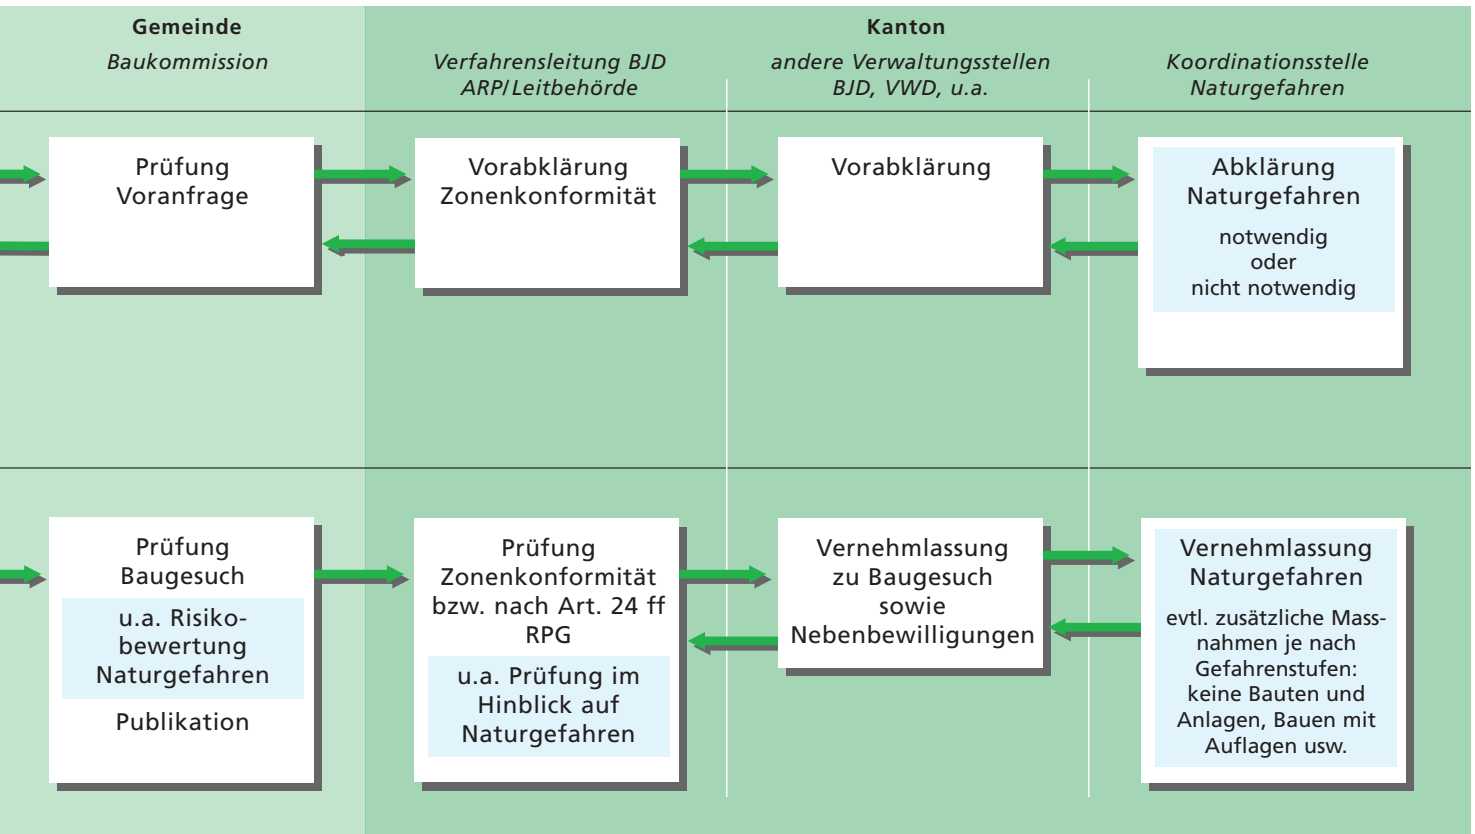 Gemeinde
Baukommission
Kanton
Verfahrensleitung BJD
ARP/Leitbehörde
andere Verwaltungsstellen
BJD, VWD, u.a.
Koordinationsstelle
Naturgefahren
Prüfung
Voranfrage
Vorabklärung
Zonenkonformität
Vorabklärung
Abklärung
Naturgefahren
notwendig
oder
nicht notwendig
Prüfung
Baugesuch
u.a. Risiko-
bewertung
Naturgefahren
Publikation
Prüfung
Zonenkonformität
bzw. nach Art. 24 ff
RPG
u.a. Prüfung im
Hinblick auf
Naturgefahren
Vernehmlassung
zu Baugesuch
sowie
Nebenbewilligungen
Vernehmlassung
Naturgefahren
evtl. zusätzliche Mass-
nahmen je nach
Gefahrenstufen:
keine Bauten und
Anlagen, Bauen mit
Auflagen usw.